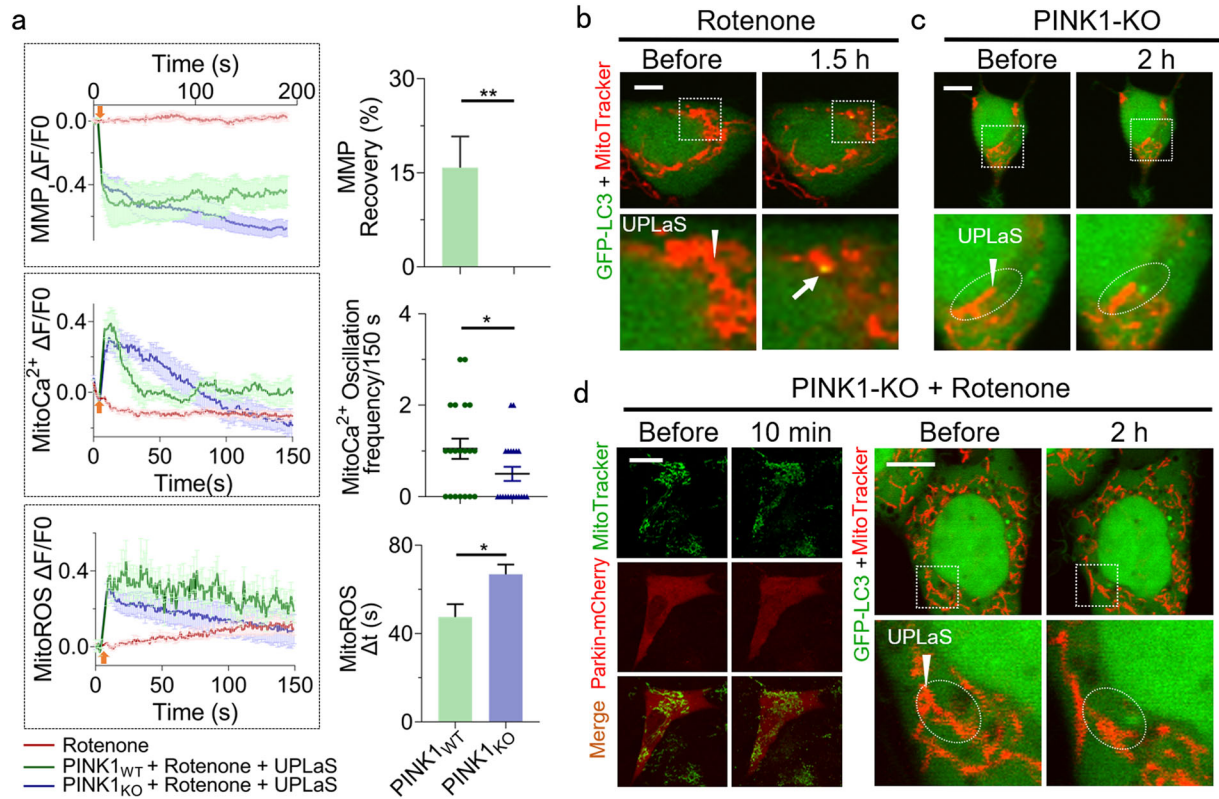 a
Time (s)
0 100 200
0.0
-0.4
-0.8
MMP ΔF/F0
30
15
0
MMP
Recovery (%)
**
0.4
0.0
MitoCa2+ ΔF/F0
0 50 100 150
Time(s)
4
2
0
MitoCa2+ Oscillation
frequency/150 s
*
0.4
0.0
MitoROS ΔF/F0
0 50 100 150
Time (s)
80
40
0
MitoROS
Δt (s)
*
PINK1WT PINK1KO
Rotenone
PINK1WT + Rotenone + UPLaS
PINK1KO + Rotenone + UPLaS
b
Rotenone
Before 1.5 h
GFP-LC3 + MitoTracker
UPLaS
c
PINK1-KO
2 h
UPLaS
d
PINK1-KO + Rotenone
Before 10 min
Merge Parkin-mCherry MitoTracker
Before 2 h
GFP-LC3 + MitoTracker
UPLaS